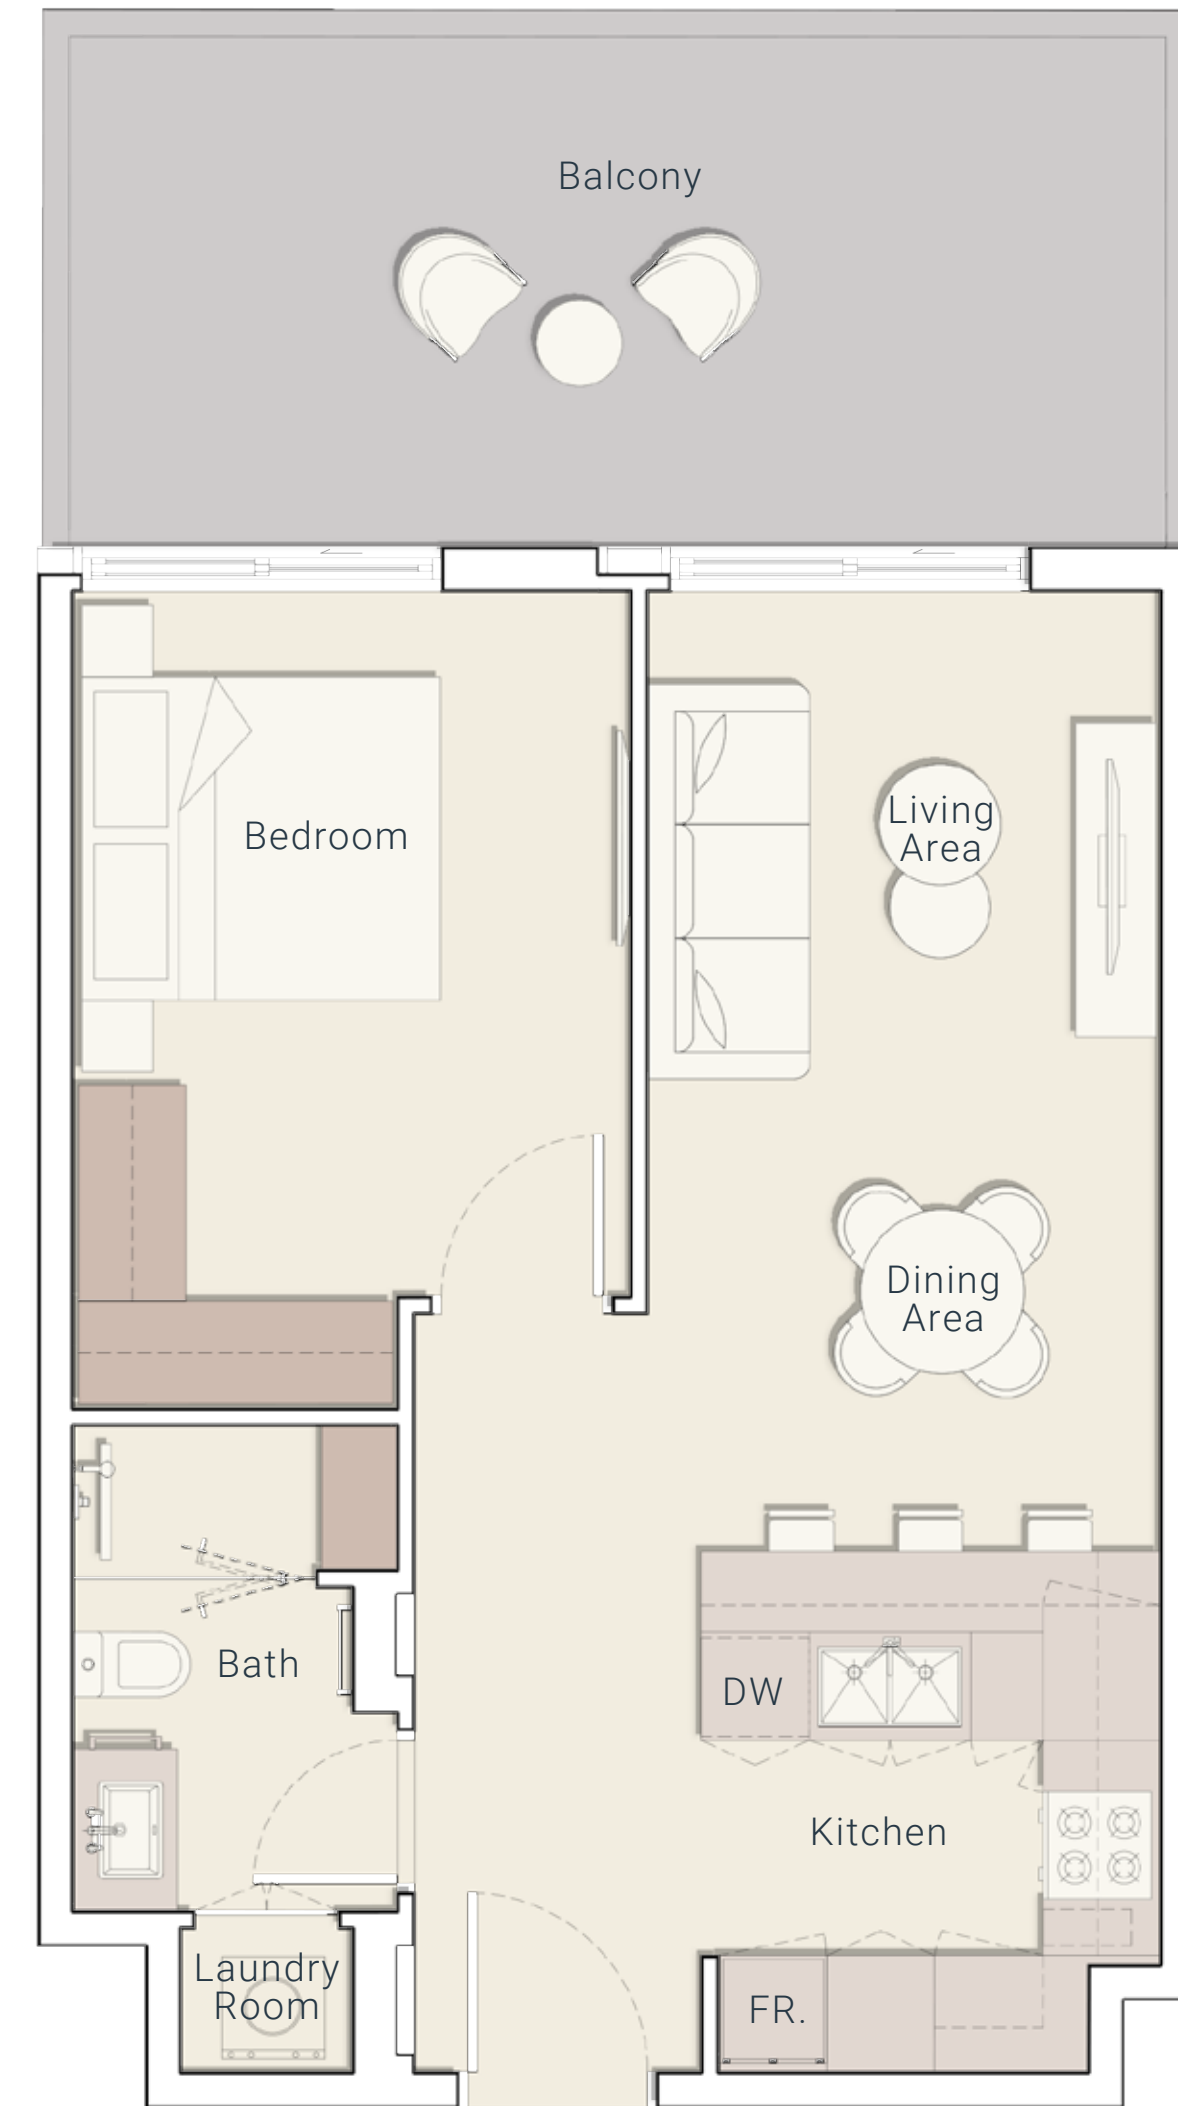 Balcony
Bedroom
Living
Area
Dining
Area
Bath
DW
Kitchen
Laundry
Room
FR.